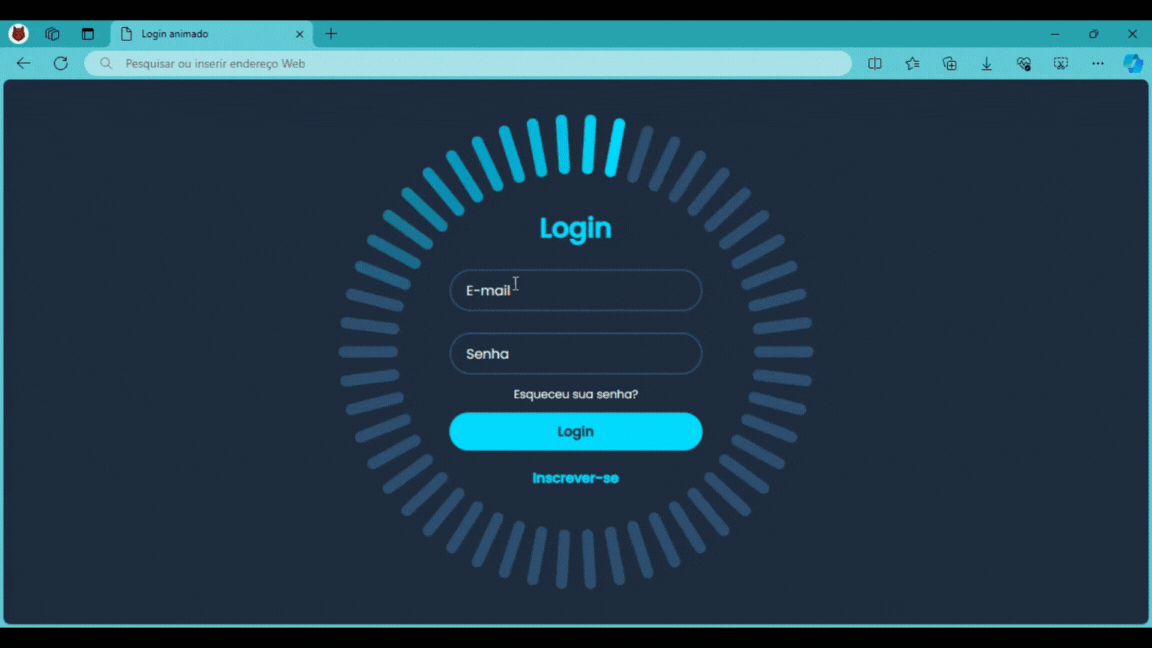 Login animado
Pesquisar ou inserir endereço Web
Login
E-mail
Senha
Esqueceu sua senha?
Login
Inscrever-se